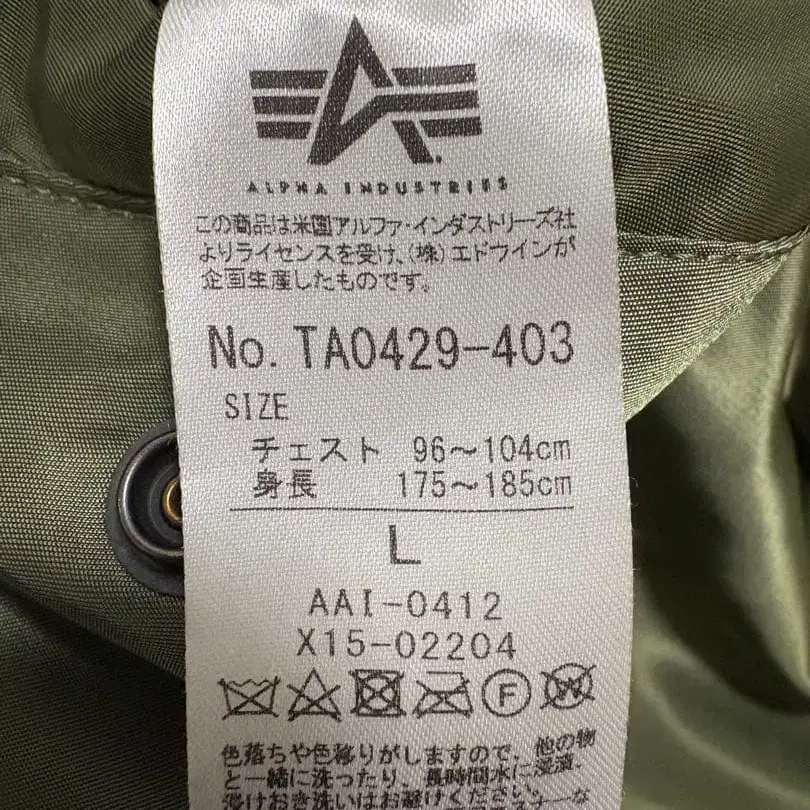 ALPHA INDUSTRIES
この商品は米国アルファ・インダストリーズ社
よりライセンスを受け、(株)エドウインが
企画生産したものです。
No. TA0429-403
SIZE
チェスト 96〜104cm
身長 175〜185cm
L
AAI-0412
X15-02204
F W
色落ちや色移りがしますので、他の物
と一緒に洗ったり、長時間水に浸漬、